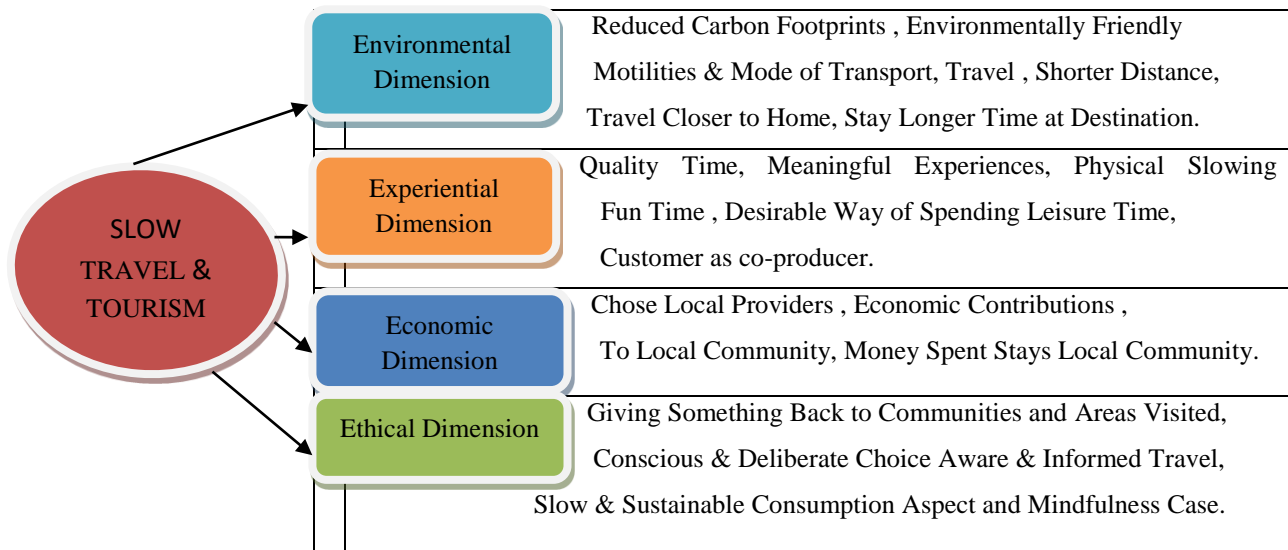 SLOW
TRAVEL &
TOURISM
Environmental
Dimension
Reduced Carbon Footprints , Environmentally Friendly
Motilities & Mode of Transport, Travel , Shorter Distance,
Travel Closer to Home, Stay Longer Time at Destination.
Experiential
Dimension
Quality Time, Meaningful Experiences, Physical Slowing
Fun Time , Desirable Way of Spending Leisure Time,
Customer as co-producer.
Economic
Dimension
Chose Local Providers , Economic Contributions ,
To Local Community, Money Spent Stays Local Community.
Ethical Dimension
Giving Something Back to Communities and Areas Visited,
Conscious & Deliberate Choice Aware & Informed Travel,
Slow & Sustainable Consumption Aspect and Mindfulness Case.